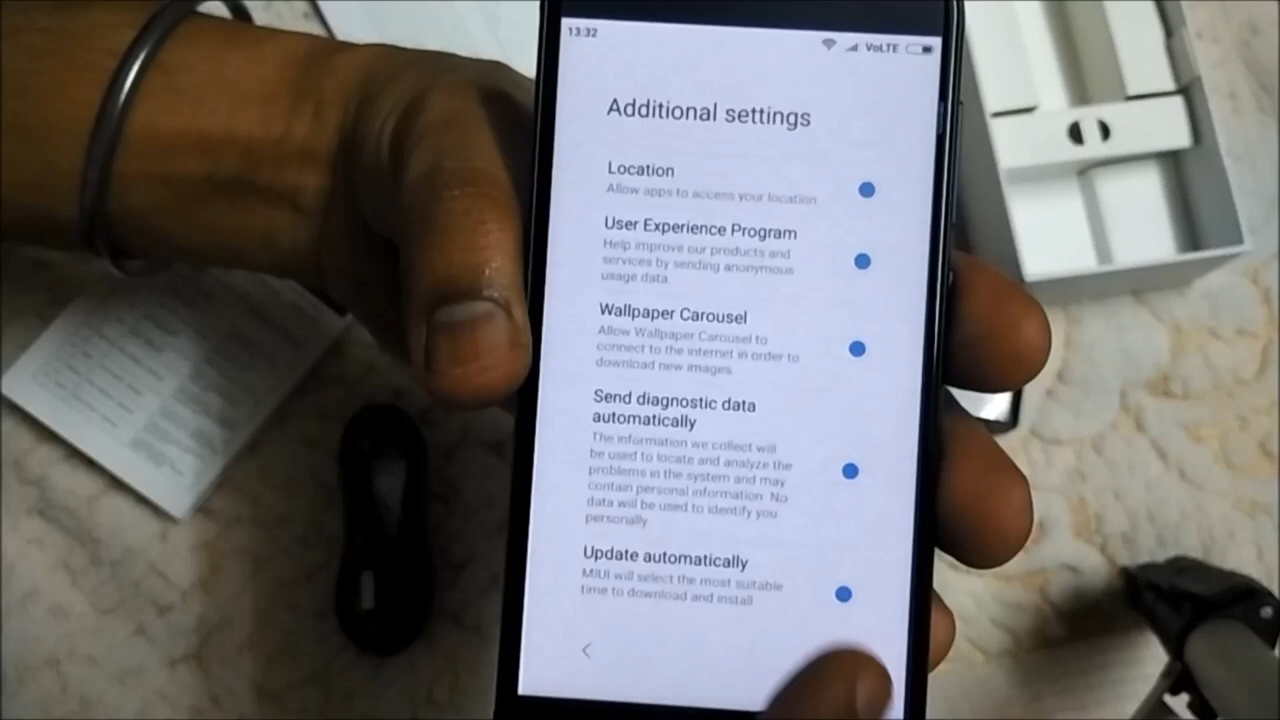 13:32
VoLTE
Additional settings
Location
Allow apps to access your location
User Experience Program
Help improve our products and
services by sending anonymous
usage data.
Wallpaper Carousel
Allow Wallpaper Carousel to
connect to the internet in order to
download new images.
Send diagnostic data
automatically
The information we collect will
be used to locate and analyze the
problems in the system and may
contain personal information. No
data will be used to identify you
personally.
Update automatically
MIUI will select the most suitable
time to download and install